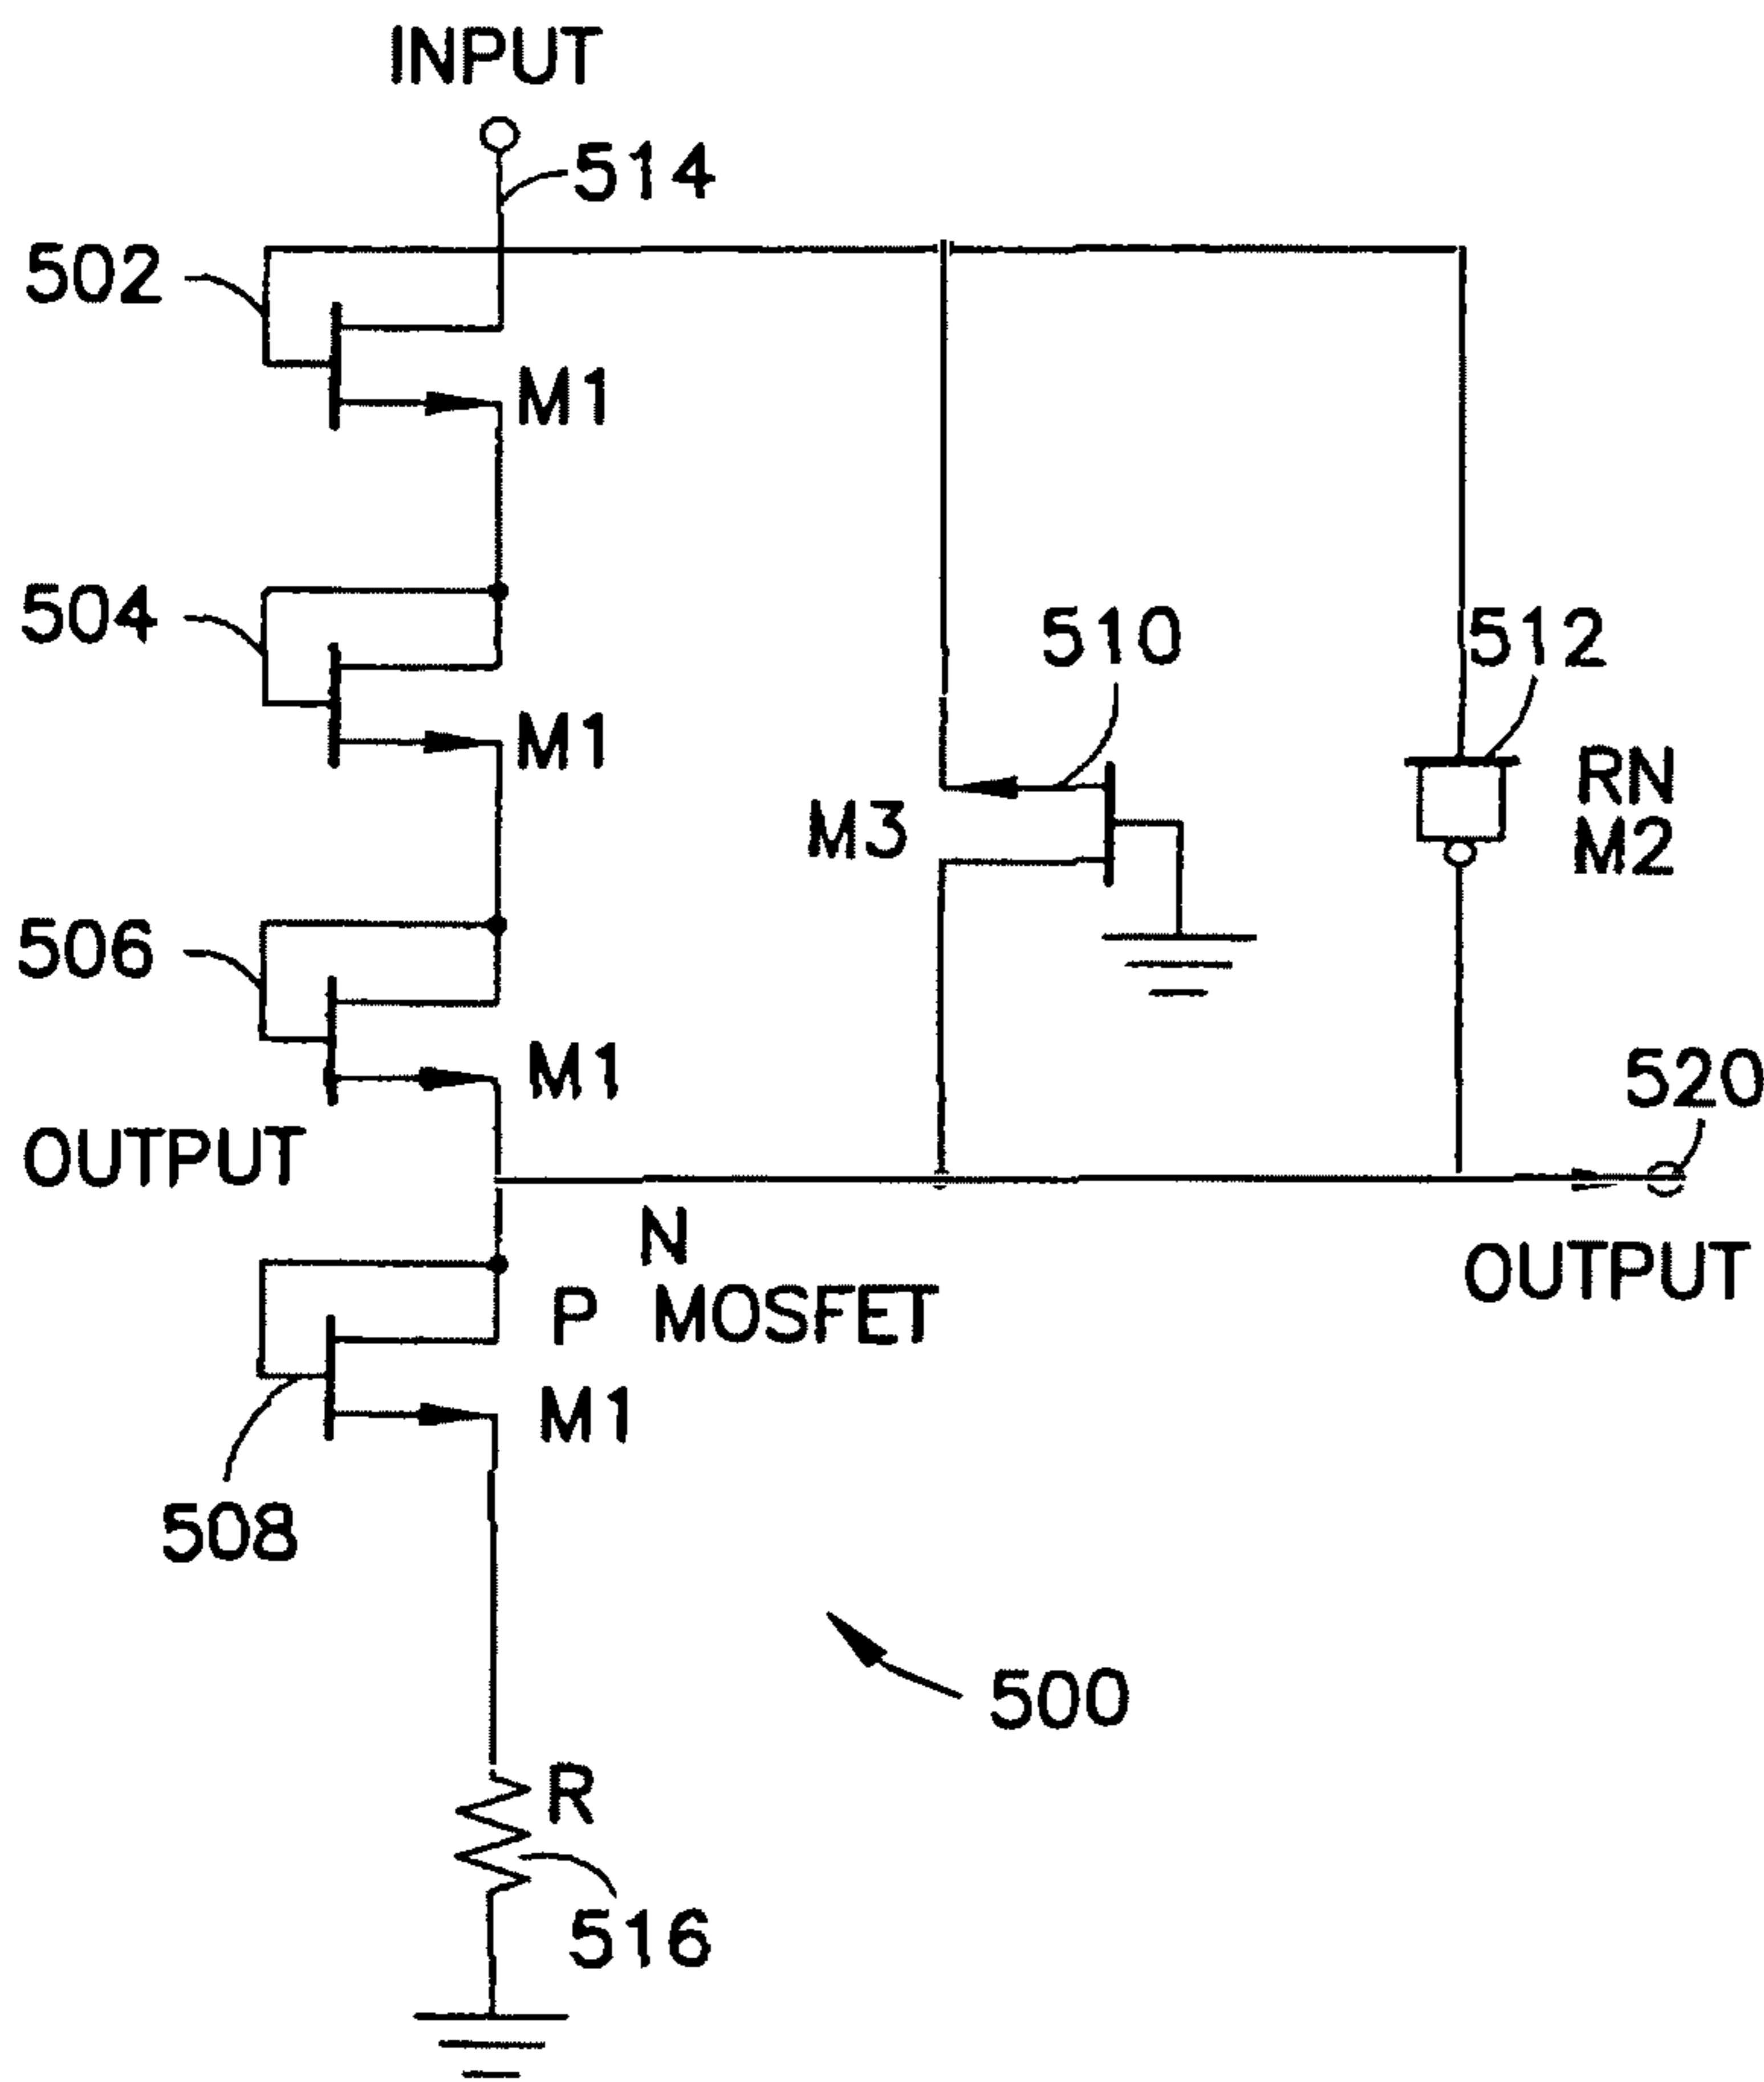 INPUT
514
502
M1
504
M1
510
512
RN
M2
M3
506
M1
520
OUTPUT
N
P MOSFET
OUTPUT
M1
508
500
R
516